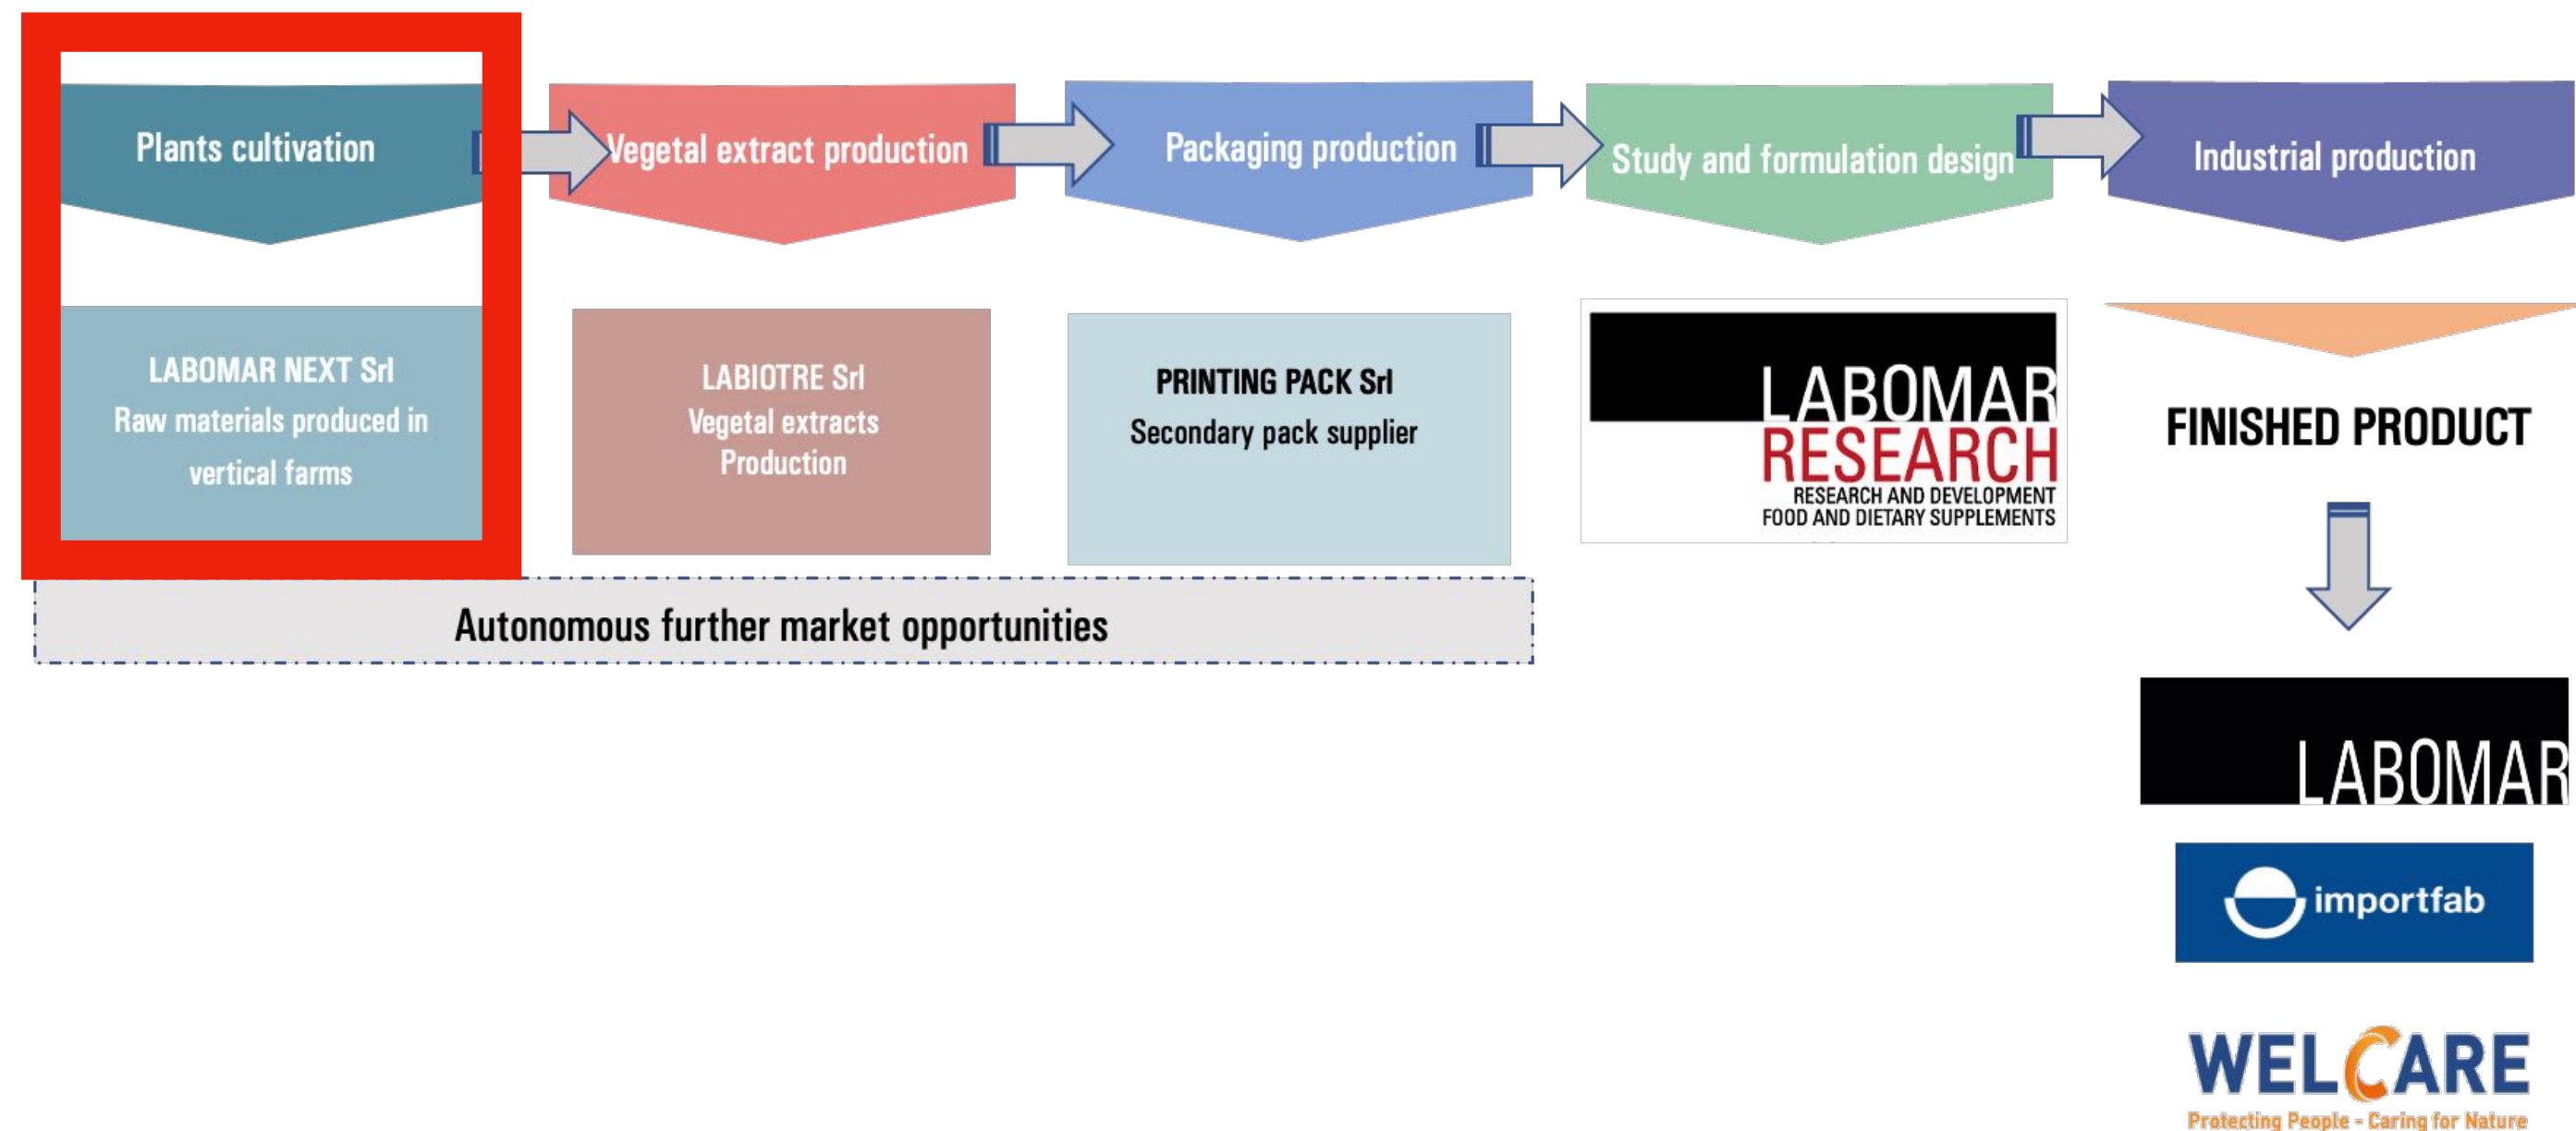 Plants cultivation
Vegetal extract production
Packaging production
Study and formulation design
Industrial production
LABOMAR NEXT Srl
Raw materials produced in
vertical farms
LABIOTRE Srl
Vegetal extracts
Production
PRINTING PACK Srl
Secondary pack supplier
LABOMAR
RESEARCH
RESEARCH AND DEVELOPMENT
FOOD AND DIETARY SUPPLEMENTS
FINISHED PRODUCT
Autonomous further market opportunities
LABOMAR
importfab
WELCARE
Protecting People - Caring for Nature